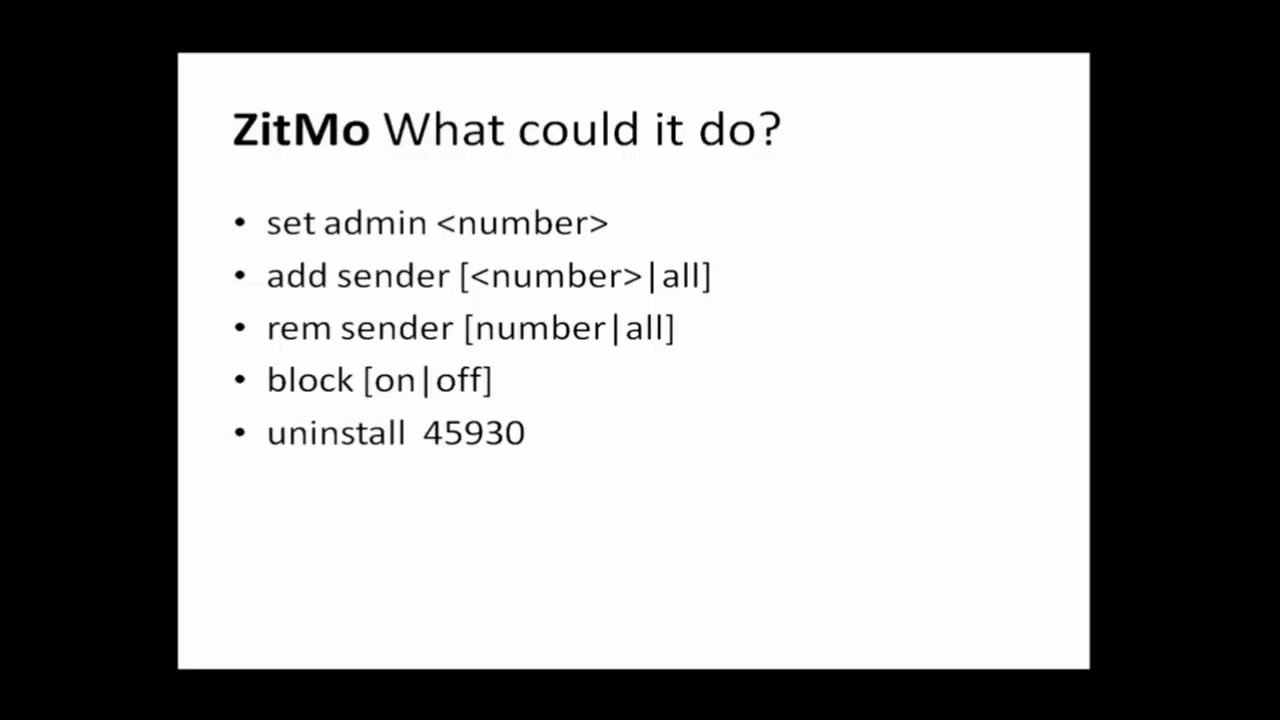 ZitMo What could it do?
• set admin <number>
• add sender [<number>|all]
• rem sender [number|all]
• block [on|off]
• uninstall  45930